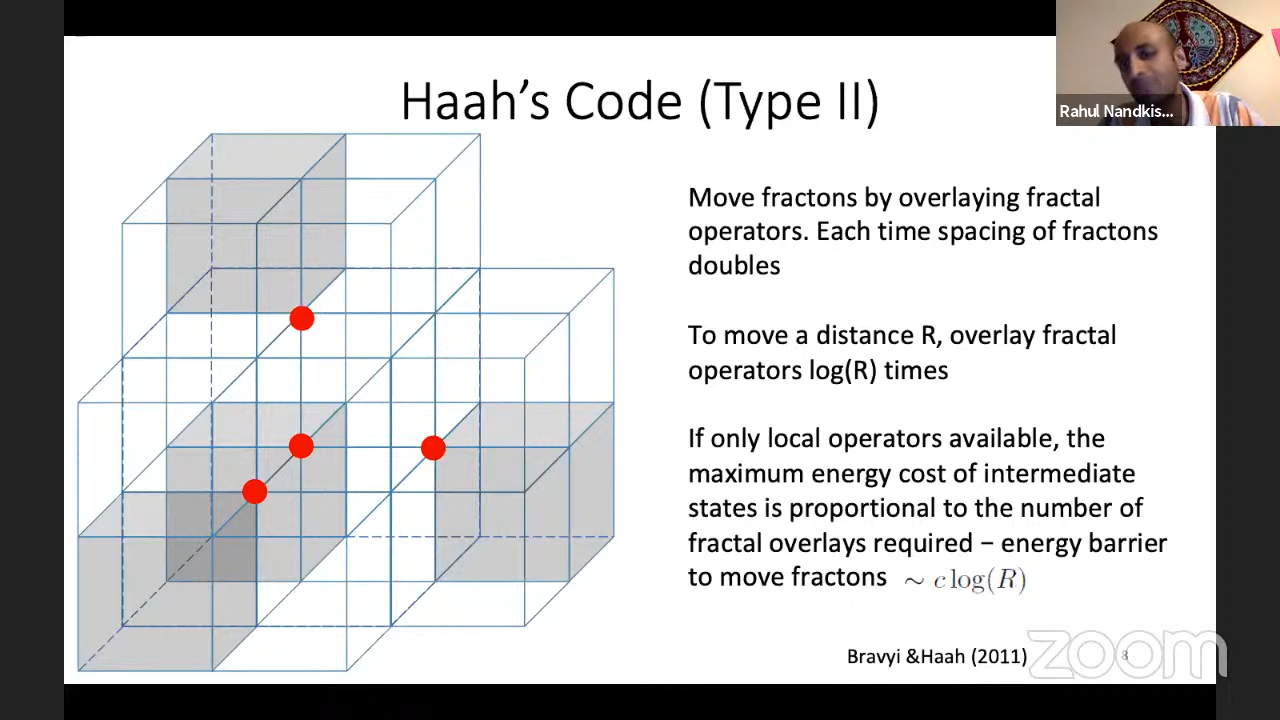 Haah's Code (Type II)
Rahul Nandkis...
Move fractons by overlaying fractal
operators. Each time spacing of fractons
doubles
To move a distance R, overlay fractal
operators log(R) times
If only local operators available, the
maximum energy cost of intermediate
states is proportional to the number of
fractal overlays required – energy barrier
to move fractons ~ c log(R)
Bravyi &Haah (2011)
zoom
8